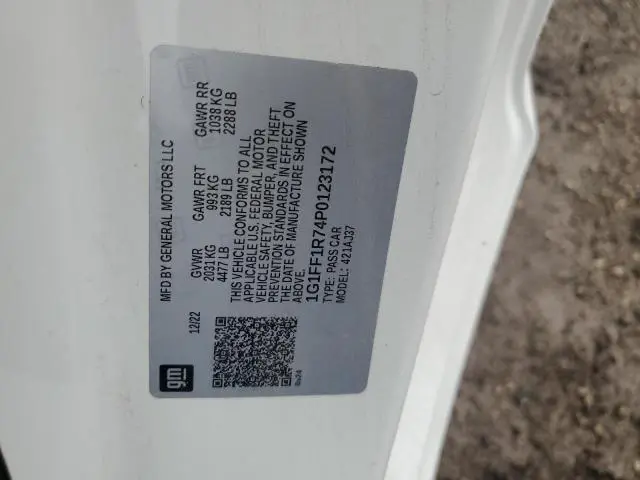 MFD BY GENERAL MOTORS LLC
12/22
GVWR GAWR FRT GAWR RR
2031 KG 993 KG 1038 KG
4477 LB 2189 LB 2288 LB
THIS VEHICLE CONFORMS TO ALL
APPLICABLE U.S. FEDERAL MOTOR
VEHICLE SAFETY, BUMPER, AND THEFT
PREVENTION STANDARDS IN EFFECT ON
THE DATE OF MANUFACTURE SHOWN
ABOVE.
1G1FF1R74P0123172
TYPE: PASS CAR
MODEL: 421AJ37
gm